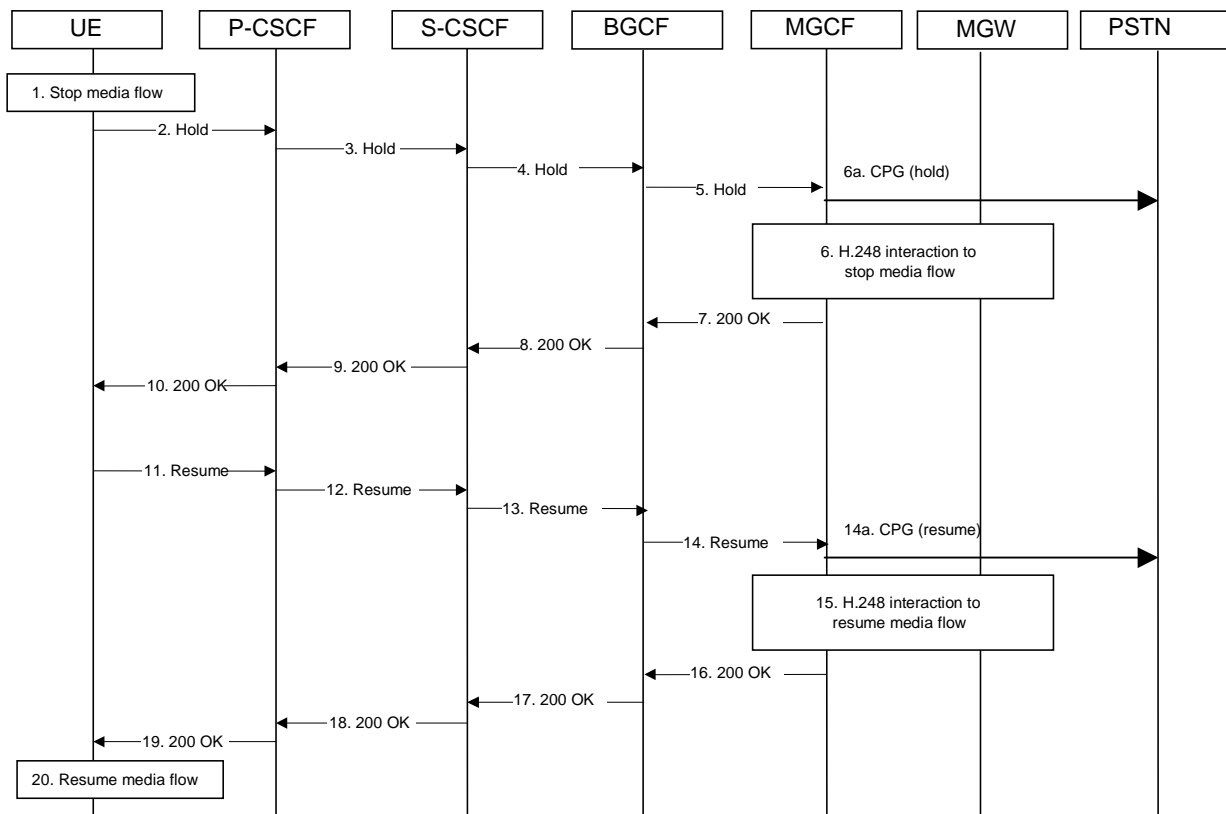 UE
P-CSCF
S-CSCF
BGCF
MGCF
MGW
PSTN
1. Stop media flow
2. Hold
3. Hold
4. Hold
5. Hold
6a. CPG (hold)
6. H.248 interaction to
stop media flow
7. 200 OK
8. 200 OK
9. 200 OK
10. 200 OK
11. Resume
12. Resume
13. Resume
14. Resume
14a. CPG (resume)
15. H.248 interaction to
resume media flow
16. 200 OK
17. 200 OK
18. 200 OK
19. 200 OK
20. Resume media flow